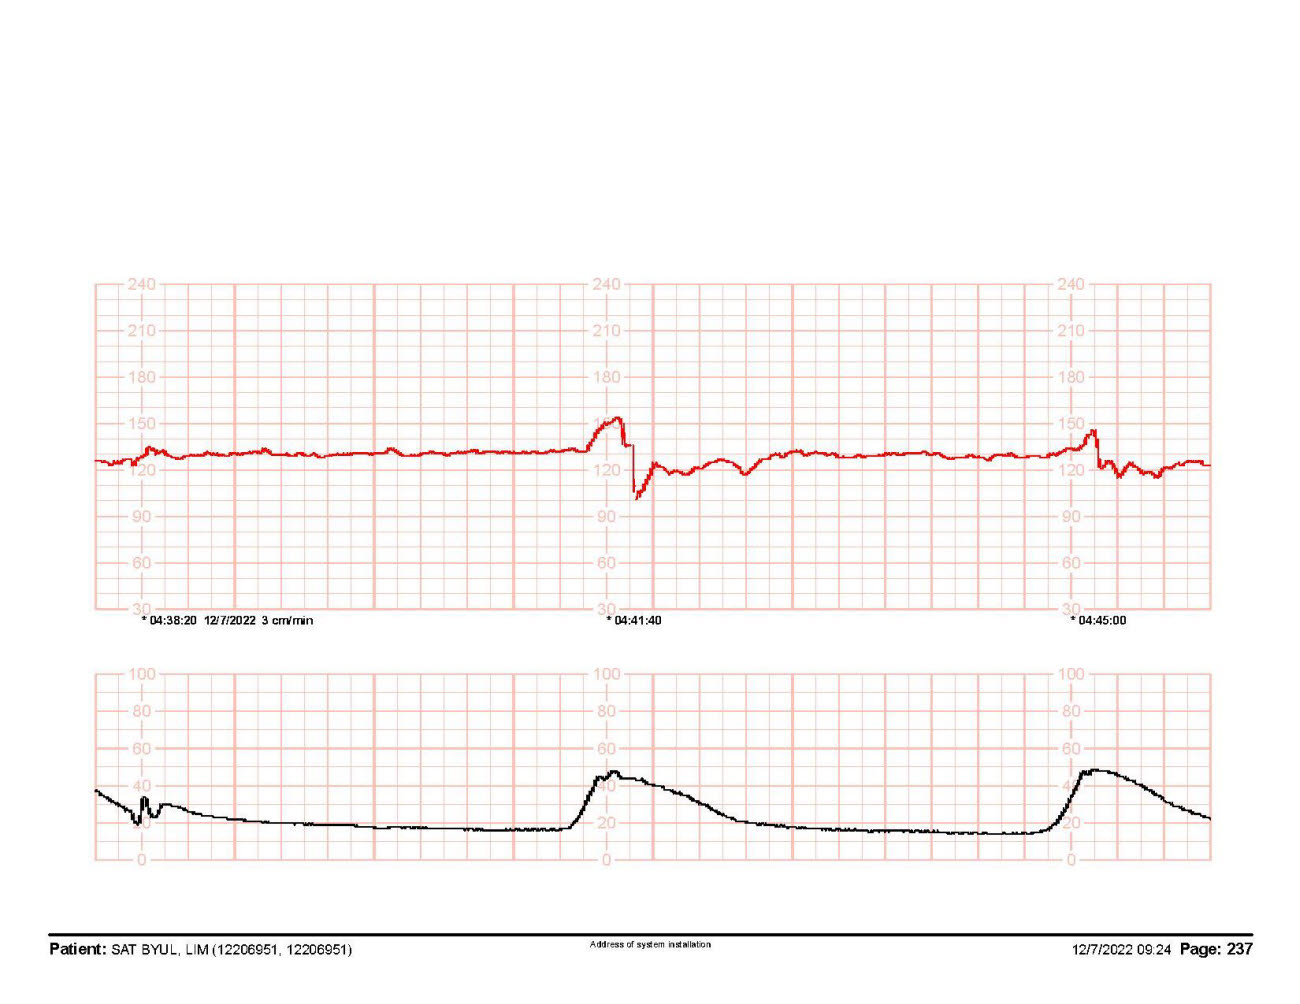 240 240 240
210 210 210
180 180 180
150 150 150
120 120 120
90 90 90
60 60 60
30 30 30
* 04:38:20 12/7/2022 3 cm/min * 04:41:40 * 04:45:00
100 100 100
80 80 80
60 60 60
40 40 40
20 20 20
0 0 0
Patient: SAT BYUL, LIM (12206951, 12206951) Address of system installation 12/7/2022 09:24 Page: 237